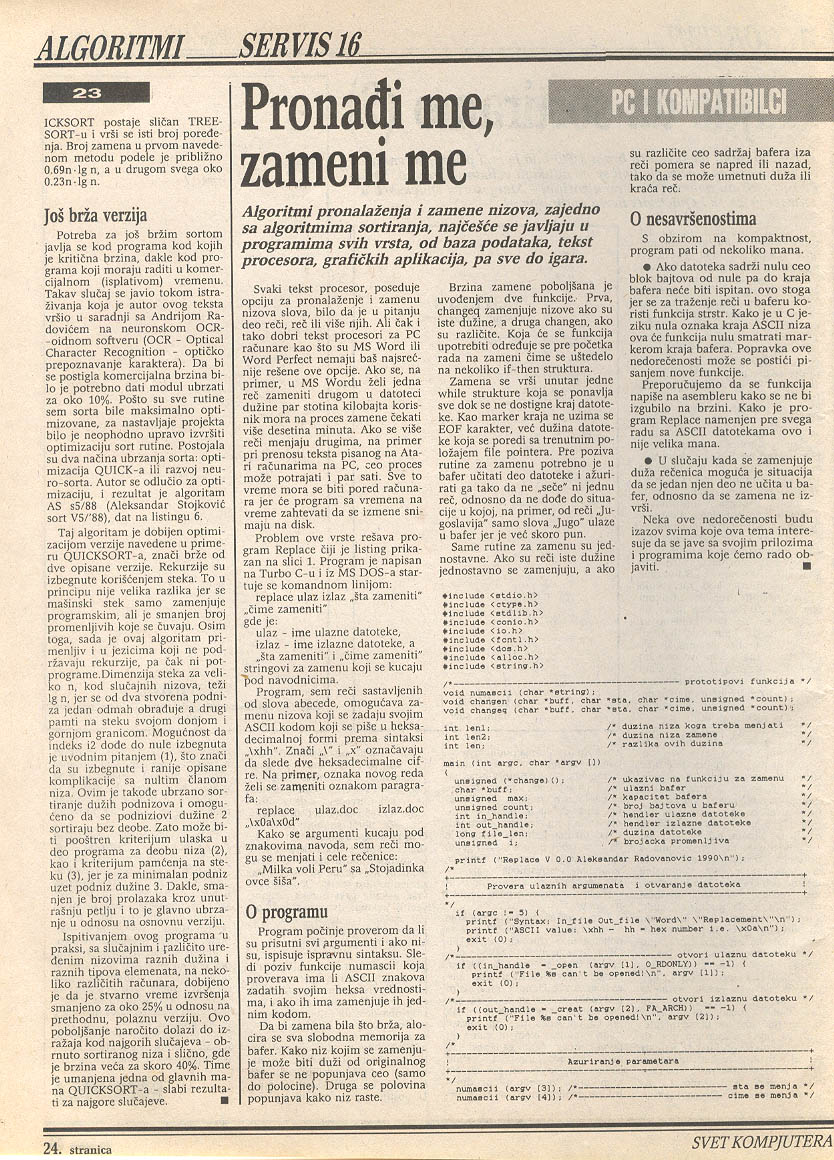 ALGORITMI SERVIS 16
23
ICKSORT postaje sličan TREE-
SORT-u i vrši se isti broj poređe-
nja. Broj zamena u prvom navede-
nom metodu podele je približno
0.69n·lg n, a u drugom svega oko
0.23n·lg n.
Još brža verzija
Potreba za još bržim sortom
javlja se kod programa kod kojih
je kritična brzina, dakle kod pro-
grama koji moraju raditi u komer-
cijalnom (isplativom) vremenu.
Takav slučaj se javio tokom istra-
živanja koja je autor ovog teksta
vršio u saradnji sa Andrijom Ra-
dovićem na neuronskom OCR-
-oidnom softveru (OCR - Optical
Character Recognition - optičko
prepoznavanje karaktera). Da bi
se postigla komercijalna brzina bi-
lo je potrebno dati modul ubrzati
za oko 10%. Pošto su sve rutine
sem sorta bile maksimalno opti-
mizovane, za nastavljaje projekta
bilo je neophodno upravo izvršiti
optimizaciju sort rutine. Postojala
su dva načina ubrzanja sorta: opti-
mizacija QUICK-a ili razvoj neu-
ro-sorta. Autor se odlučio za opti-
mizaciju, i rezultat je algoritam
AS s5/88 (Aleksandar Stojković
sort V5/'88), dat na listingu 6.
Taj algoritam je dobijen optimi-
zacijom verzije navedene u prime-
ru QUICKSORT-a, znači brže od
dve opisane verzije. Rekurzije su
izbegnute korišćenjem steka. To u
principu nije velika razlika jer se
mašinski stek samo zamenjuje
programskim, ali je smanjen broj
promenljivih koje se čuvaju. Osim
toga, sada je ovaj algoritam pri-
menljiv i u jezicima koji ne pod-
ržavaju rekurzije, pa čak ni pot-
programe.Dimenzija steka za veli-
ko n, kod slučajnih nizova, teži
lg n, jer se od dva stvorena podni-
za jedan odmah obrađuje a drugi
pamti na steku svojom donjom i
gornjom granicom. Mogućnost da
indeks i2 dođe do nule izbegnuta
je uvodnim pitanjem (1), što znači
da su izbegnute i ranije opisane
komplikacije sa nultim članom
niza. Ovim je takođe ubrzano sor-
tiranje dužih podnizova i omogu-
ćeno da se podnizovi dužine 2
sortiraju bez deobe. Zato može bi-
ti pooštren kriterijum ulaska u
deo programa za deobu niza (2),
kao i kriterijum pamćenja na ste-
ku (3), jer je za minimalan podniz
uzet podniz dužine 3. Dakle, sma-
njen je broj prolazaka kroz unut-
rašnju petlju i to je glavno ubrza-
nje u odnosu na osnovnu verziju.
Ispitivanjem ovog programa u
praksi, sa slučajnim i različito ure-
đenim nizovima raznih dužina i
raznih tipova elemenata, na neko-
liko različitih računara, dobijeno
je da je stvarno vreme izvršenja
smanjeno za oko 25% u odnosu na
prethodnu, polaznu verziju. Ovo
poboljšanje naročito dolazi do iz-
ražaja kod najgorih slučajeva - ob-
rnuto sortiranog niza i slično, gde
je brzina veća za skoro 40%. Time
je umanjena jedna od glavnih ma-
na QUICKSORT-a - slabi rezulta-
ti za najgore slučajeve.
Pronađi me,
zameni me
PC I KOMPATIBILCI
Algoritmi pronalaženja i zamene nizova, zajedno
sa algoritmima sortiranja, najčešće se javljaju u
programima svih vrsta, od baza podataka, tekst
procesora, grafičkih aplikacija, pa sve do igara.
Svaki tekst procesor, poseduje
opciju za pronalaženje i zamenu
nizova slova, bilo da je u pitanju
deo reči, reč ili više njih. Ali čak i
tako dobri tekst procesori za PC
računare kao što su MS Word ili
Word Perfect nemaju baš najsreć-
nije rešene ove opcije. Ako se, na
primer, u MS Wordu želi jedna
reč zameniti drugom u datoteci
dužine par stotina kilobajta koris-
nik mora na proces zamene čekati
više desetina minuta. Ako se više
reči menjaju drugima, na primer
pri prenosu teksta pisanog na Ata-
ri računarima na PC, ceo proces
može potrajati i par sati. Sve to
vreme mora se biti pored računa-
ra jer će program sa vremena na
vreme zahtevati da se izmene sni-
maju na disk.
Problem ove vrste rešava pro-
gram Replace čiji je listing prika-
zan na slici 1. Program je napisan
na Turbo C-u i iz MS DOS-a star-
tuje se komandnom linijom:
replace ulaz izlaz „šta zameniti“
„čime zameniti“
gde je:
ulaz - ime ulazne datoteke,
izlaz - ime izlazne datoteke, a
„šta zameniti“ i „čime zameniti“
stringovi za zamenu koji se kucaju
pod navodnicima.
Program, sem reči sastavljenih
od slova abecede, omogućava za-
menu nizova koji se zadaju svojim
ASCII kodom koji se piše u heksa-
decimalnoj formi prema sintaksi
„\xhh“. Znači „\“ i „x“ označavaju
da slede dve heksadecimalne cif-
re. Na primer, oznaka novog reda
želi se zameniti oznakom paragra-
fa:
replace ulaz.doc izlaz.doc
„\x0a\x0d“
Kako se argumenti kucaju pod
znakovima navoda, sem reči mo-
gu se menjati i cele rečenice:
„Milka voli Peru“ sa „Stojadinka
ovce šiša“.
O programu
Program počinje proverom da li
su prisutni svi argumenti i ako ni-
su, ispisuje ispravnu sintaksu. Sle-
di poziv funkcije numascii koja
proverava ima li ASCII znakova
zadatih svojim heksa vrednosti-
ma, i ako ih ima zamenjuje ih jed-
nim kodom.
Da bi zamena bila što brža, alo-
cira se sva slobodna memorija za
bafer. Kako niz kojim se zamenju-
je može biti duži od originalnog
bafer se ne popunjava ceo (samo
do polocine). Druga se polovina
popunjava kako niz raste.
Brzina zamene poboljšana je
uvođenjem dve funkcije. Prva,
changeq zamenjuje nizove ako su
iste dužine, a druga changen, ako
su različite. Koja će se funkcija
upotrebiti određuje se pre početka
rada na zameni čime se uštedelo
na nekoliko if-then struktura.
Zamena se vrši unutar jedne
while strukture koja se ponavlja
sve dok se ne dostigne kraj datote-
ke. Kao marker kraja ne uzima se
EOF karakter, već dužina datote-
ke koja se poredi sa trenutnim po-
ložajem file pointera. Pre poziva
rutine za zamenu potrebno je u
bafer učitati deo datoteke i ažuri-
rati ga tako da ne „seče“ ni jednu
reč, odnosno da ne dođe do situa-
cije u kojoj, na primer, od reči „Ju-
goslavija“ samo slova „Jugo“ ulaze
u bafer jer je već skoro pun.
Same rutine za zamenu su jed-
nostavne. Ako su reči iste dužine
jednostavno se zamenjuju, a ako
su različite ceo sadržaj bafera iza
reči pomera se napred ili nazad,
tako da se može umetnuti duža ili
kraća reč.
O nesavršenostima
S obzirom na kompaktnost,
program pati od nekoliko mana.
● Ako datoteka sadrži nulu ceo
blok bajtova od nule pa do kraja
bafera neće biti ispitan. ovo stoga
jer se za traženje reči u baferu ko-
risti funkcija strstr. Kako je u C je-
ziku nula oznaka kraja ASCII niza
ova će funkcija nulu smatrati mar-
kerom kraja bafera. Popravka ove
nedorečenosti može se postići pi-
sanjem nove funkcije.
Preporučujemo da se funkcija
napiše na asembleru kako se ne bi
izgubilo na brzini. Kako je pro-
gram Replace namenjen pre svega
radu sa ASCII datotekama ovo i
nije velika mana.
● U slučaju kada se zamenjuje
duža rečenica moguća je situacija
da se jedan njen deo ne učita u ba-
fer, odnosno da se zamena ne iz-
vrši.
Neka ove nedorečenosti budu
izazov svima koje ova tema intere-
suje da se jave sa svojim prilozima
i programima koje ćemo rado ob-
javiti.
#include <stdio.h>
#include <ctype.h>
#include <stdlib.h>
#include <conio.h>
#include <io.h>
#include <fcntl.h>
#include <dos.h>
#include <alloc.h>
#include <string.h>
/*---------------------------------- prototipovi funkcija */
void numascii (char *string);
void changen (char *buff, char *sta, char *cime, unsigned *count);
void changeq (char *buff, char *sta, char *cime, unsigned *count);
int len1; /* duzina niza koga treba menjati */
int len2; /* duzina niza zamene */
int len; /* razlika ovih duzina */
main (int argc, char *argv [])
{
unsigned (*change)(); /* ukazivac na funkciju za zamenu */
char *buff; /* ulazni bafer */
unsigned max; /* kapacitet bafera */
unsigned count; /* broj bajtova u baferu */
int in_handle; /* hendler ulazne datoteke */
int out_handle; /* hendler izlazne datoteke */
long file_len; /* duzina datoteke */
unsigned i; /* brojacka promenljiva */
printf ("Replace V 0.0 Aleksandar Radovanovic 1990\n");
/*
+----------------------------------------------------+
! Provera ulaznih argumenata i otvaranje datoteka !
+----------------------------------------------------+
*/
if (argc != 5) {
printf ("Syntax: In_file Out_file \"Word\" \"Replacement\"\n");
printf ("ASCII value: \xhh - hh = hex number i.e. \x0a\n");
exit (0);
}
/*---------------------------------- otvori ulaznu datoteku */
if ((in_handle = _open (argv [1], O_RDONLY)) == -1) {
printf ("File %s can't be opened!\n", argv [1]);
exit (0);
}
/*---------------------------------- otvori izlaznu datoteku */
if ((out_handle = _creat (argv [2], FA_ARCH)) == -1) {
printf ("File %s can't be opened!\n", argv [2]);
exit (0);
}
/*
+----------------------------------------------------+
! Azuriranje parametara !
+----------------------------------------------------+
*/
numascii (argv [3]); /*---------------------- sta se menja */
numascii (argv [4]); /*---------------------- cime se menja */
24. stranica
SVET KOMPJUTERA